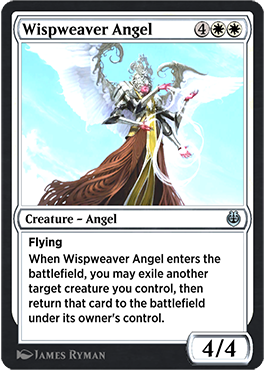 Wispweaver Angel 4
Creature – Angel
Flying
When Wispweaver Angel enters the
battlefield, you may exile another
target creature you control, then
return that card to the battlefield
under its owner's control.
James Ryman
4/4